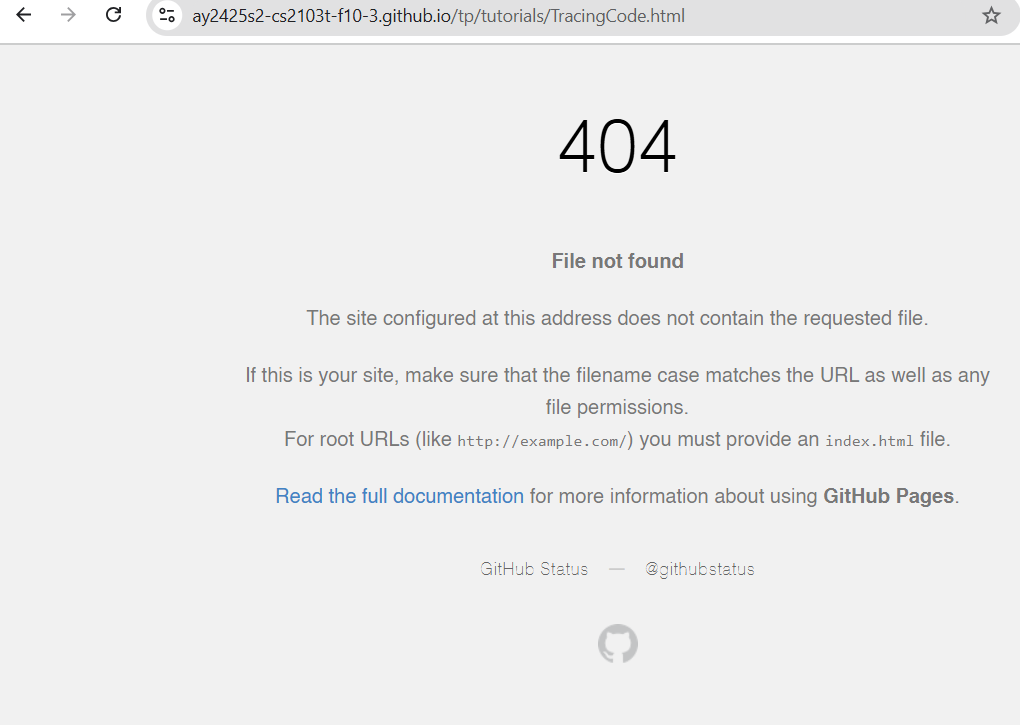 ay2425s2-cs2103t-f10-3.github.io/tp/tutorials/TracingCode.html
404
File not found
The site configured at this address does not contain the requested file.
If this is your site, make sure that the filename case matches the URL as well as any
file permissions.
For root URLs (like http://example.com/) you must provide an index.html file.
Read the full documentation for more information about using GitHub Pages.
GitHub Status — @githubstatus